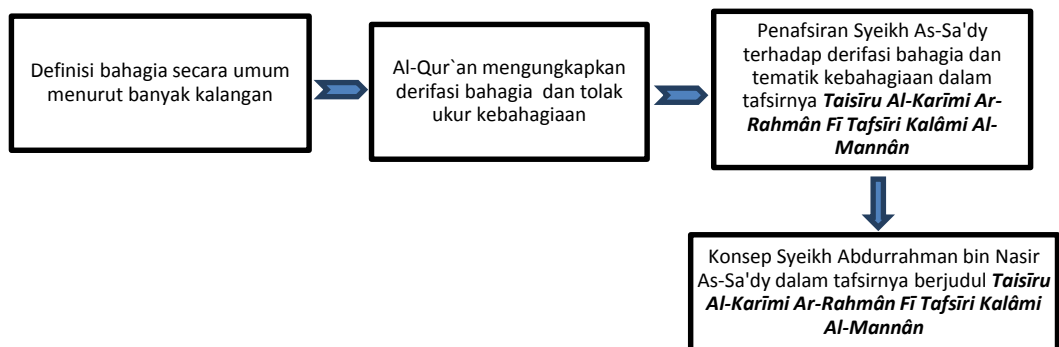 Definisi bahagia secara umum
menurut banyak kalangan
Al-Qur`an mengungkapkan
derifasi bahagia dan tolak
ukur kebahagiaan
Penafsiran Syeikh As-Sa'dy
terhadap derifasi bahagia dan
tematik kebahagiaan dalam
tafsirnya Taisīru Al-Karīmi Ar-
Rahmân Fī Tafsīri Kalâmi Al-
Mannân
Konsep Syeikh Abdurrahman bin Nasir
As-Sa'dy dalam tafsirnya berjudul Taisīru
Al-Karīmi Ar-Rahmân Fī Tafsīri Kalâmi
Al-Mannân